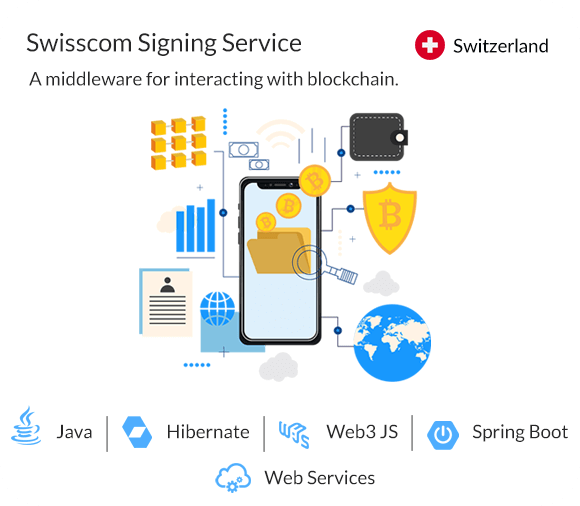 Swisscom Signing Service
Switzerland
A middleware for interacting with blockchain.
Java
Hibernate
Web3 JS
Spring Boot
Web Services